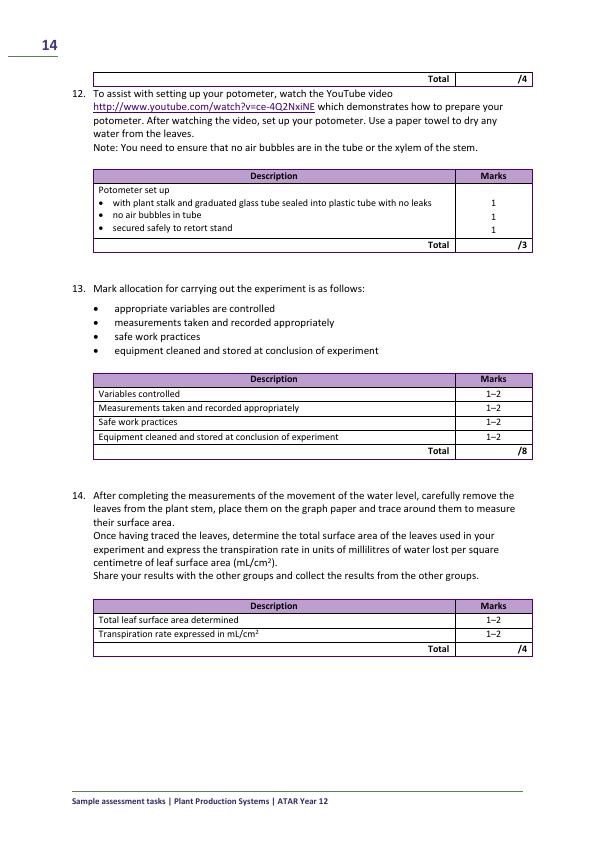 14
Total /4
12. To assist with setting up your potometer, watch the YouTube video
http://www.youtube.com/watch?v=ce-4Q2NxiNE which demonstrates how to prepare your
potometer. After watching the video, set up your potometer. Use a paper towel to dry any
water from the leaves.
Note: You need to ensure that no air bubbles are in the tube or the xylem of the stem.
Description Marks
Potometer set up
• with plant stalk and graduated glass tube sealed into plastic tube with no leaks 1
• no air bubbles in tube 1
• secured safely to retort stand 1
Total /3
13. Mark allocation for carrying out the experiment is as follows:
• appropriate variables are controlled
• measurements taken and recorded appropriately
• safe work practices
• equipment cleaned and stored at conclusion of experiment
Description Marks
Variables controlled 1–2
Measurements taken and recorded appropriately 1–2
Safe work practices 1–2
Equipment cleaned and stored at conclusion of experiment 1–2
Total /8
14. After completing the measurements of the movement of the water level, carefully remove the
leaves from the plant stem, place them on the graph paper and trace around them to measure
their surface area.
Once having traced the leaves, determine the total surface area of the leaves used in your
experiment and express the transpiration rate in units of millilitres of water lost per square
centimetre of leaf surface area (mL/cm²).
Share your results with the other groups and collect the results from the other groups.
Description Marks
Total leaf surface area determined 1–2
Transpiration rate expressed in mL/cm² 1–2
Total /4
Sample assessment tasks | Plant Production Systems | ATAR Year 12